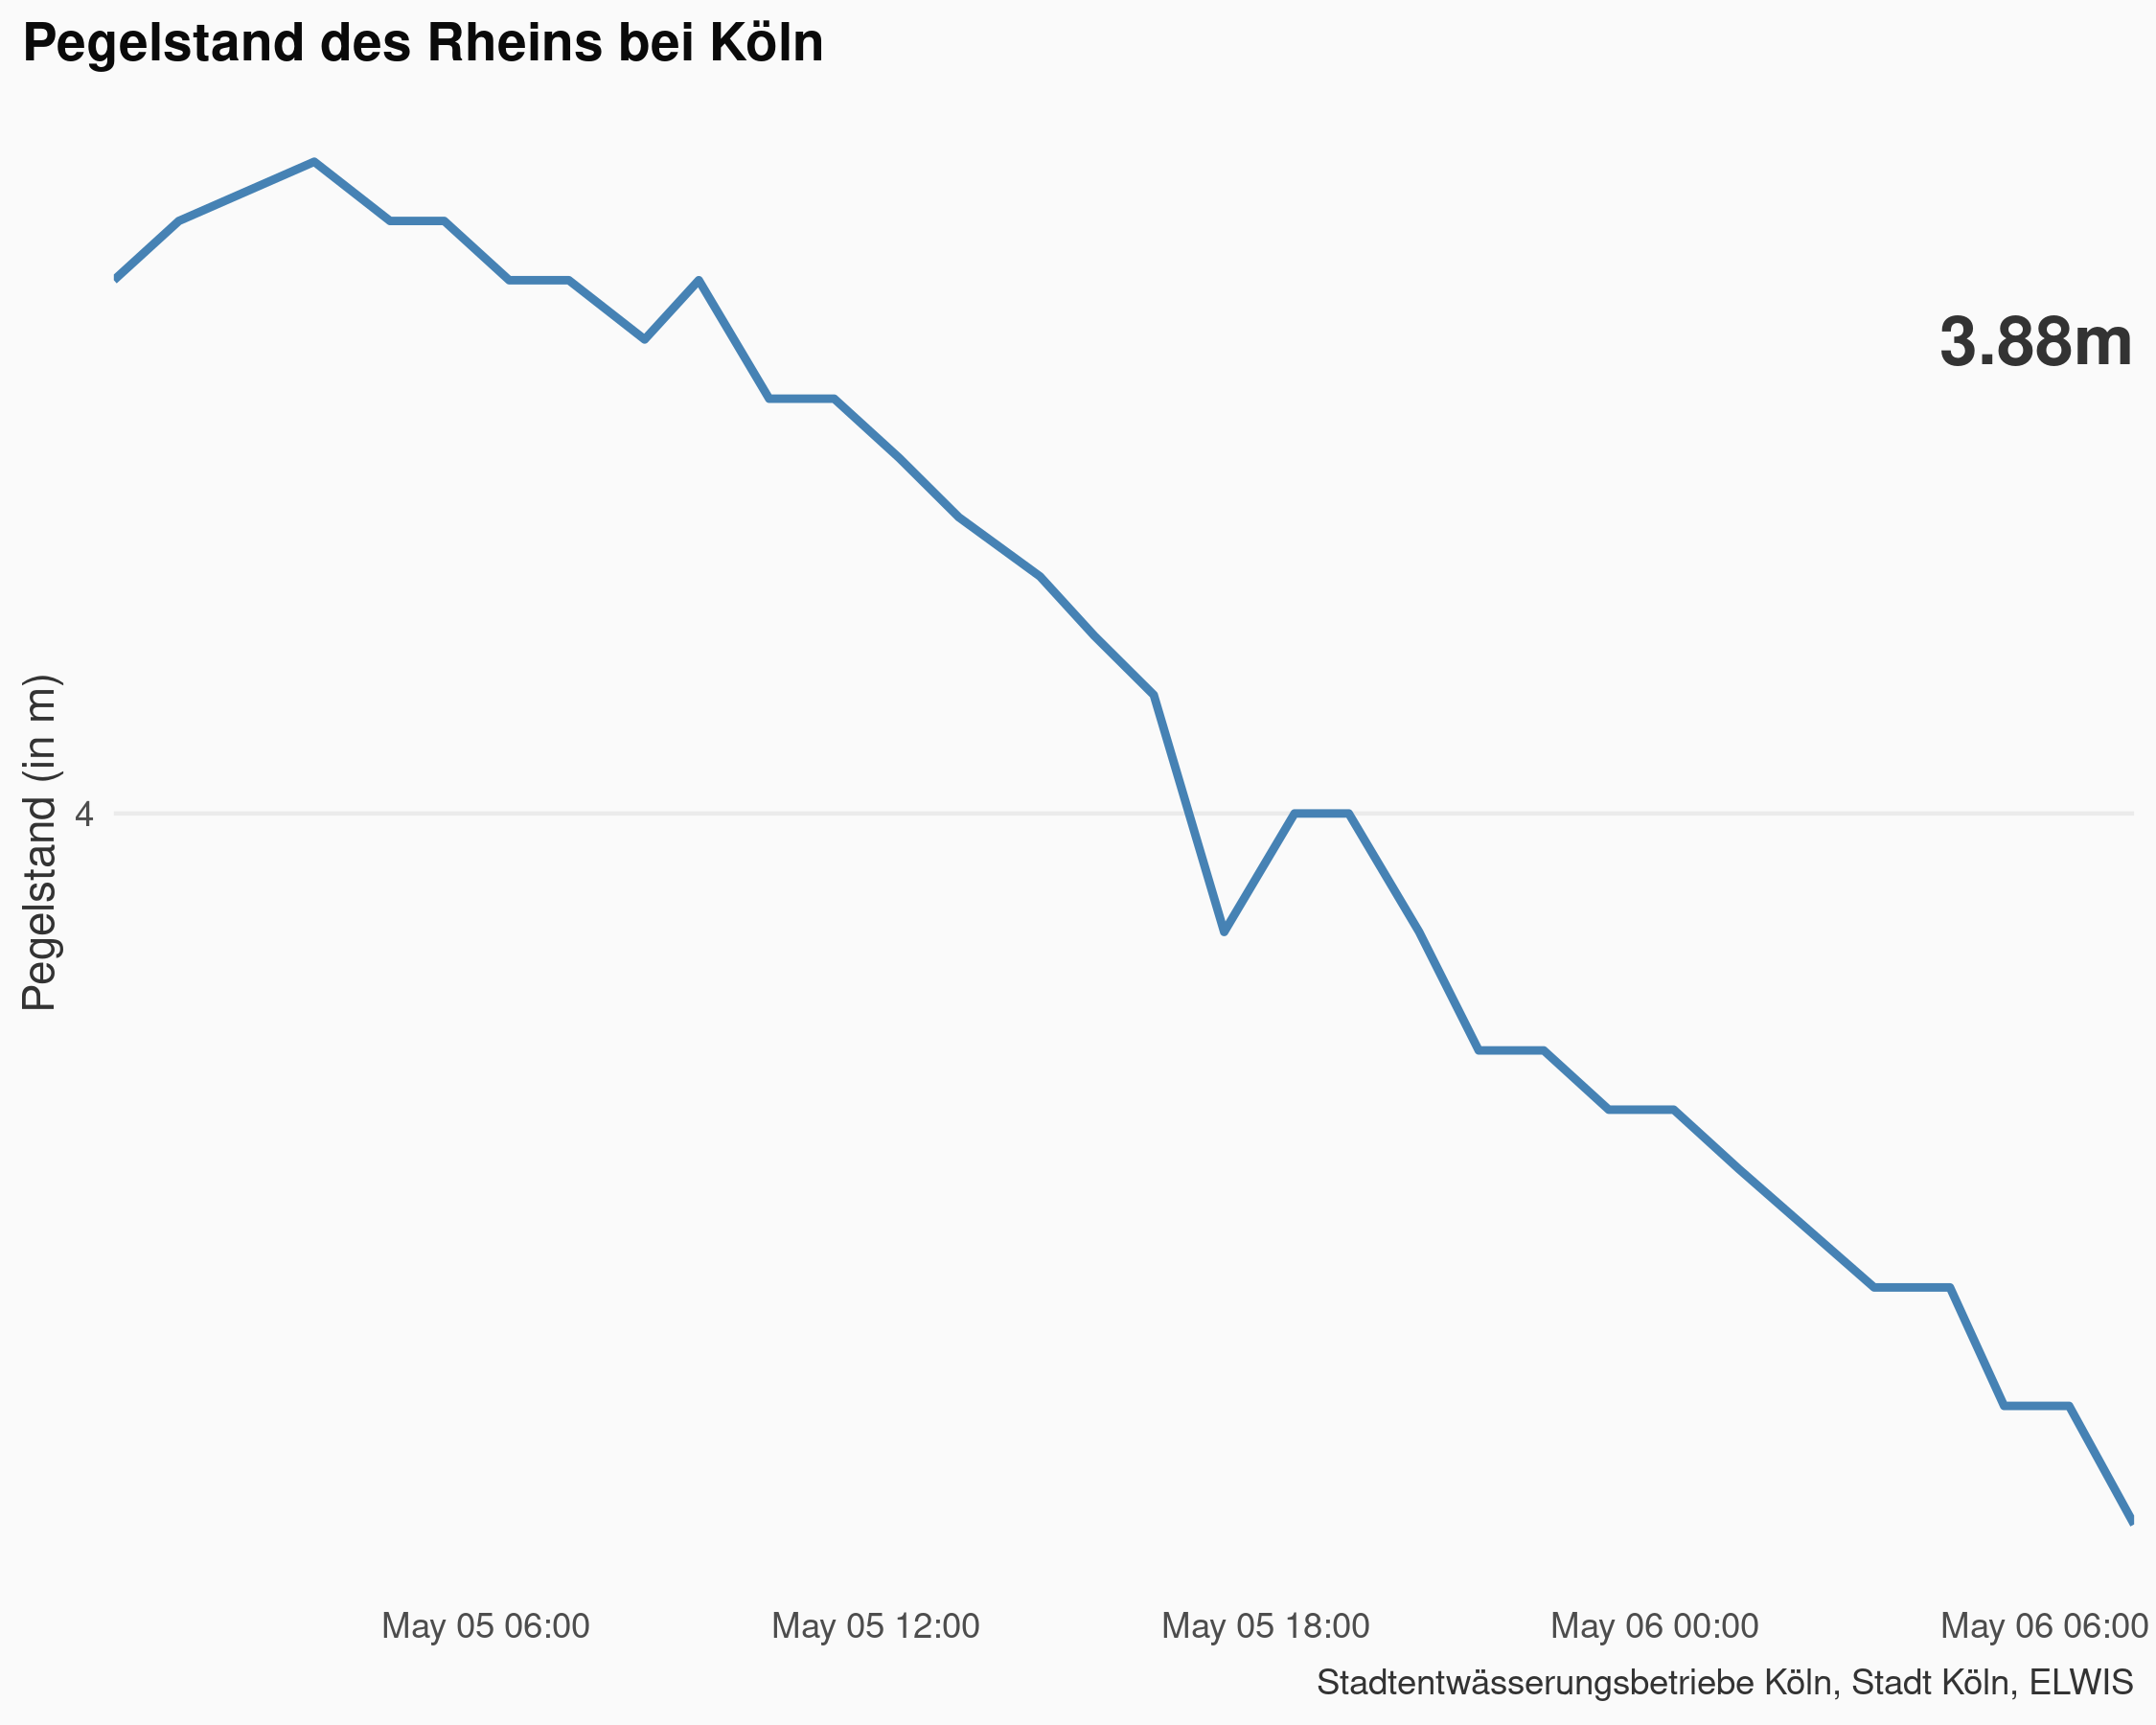 Pegelstand des Rheins bei Köln
3.88m
Pegelstand (in m)
4
May 05 06:00
May 05 12:00
May 05 18:00
May 06 00:00
May 06 06:00
Stadtentwässerungsbetriebe Köln, Stadt Köln, ELWIS